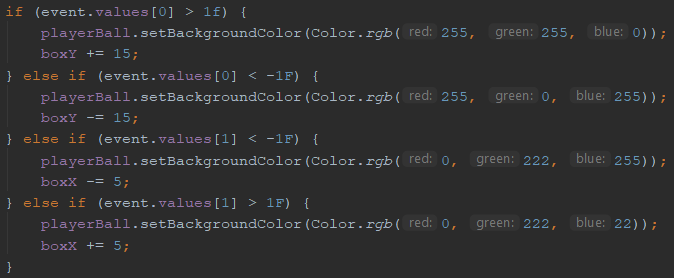 if (event.values[0] > 1f) {
playerBall.setBackgroundColor(Color.rgb( red: 255, green: 255, blue: 0));
boxY += 15;
} else if (event.values[0] < -1F) {
playerBall.setBackgroundColor(Color.rgb( red: 255, green: 0, blue: 255));
boxY -= 15;
} else if (event.values[1] < -1F) {
playerBall.setBackgroundColor(Color.rgb( red: 0, green: 222, blue: 255));
boxX -= 5;
} else if (event.values[1] > 1F) {
playerBall.setBackgroundColor(Color.rgb( red: 0, green: 222, blue: 22));
boxX += 5;
}